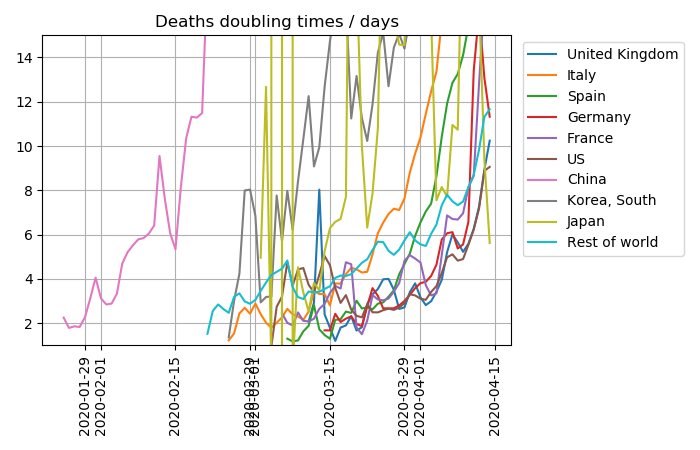 Deaths doubling times / days
14
12
10
8
6
4
2
2020-01-29
2020-02-01
2020-02-15
2020-02-29
2020-03-01
2020-03-15
2020-03-29
2020-04-01
2020-04-15
United Kingdom
Italy
Spain
Germany
France
US
China
Korea, South
Japan
Rest of world